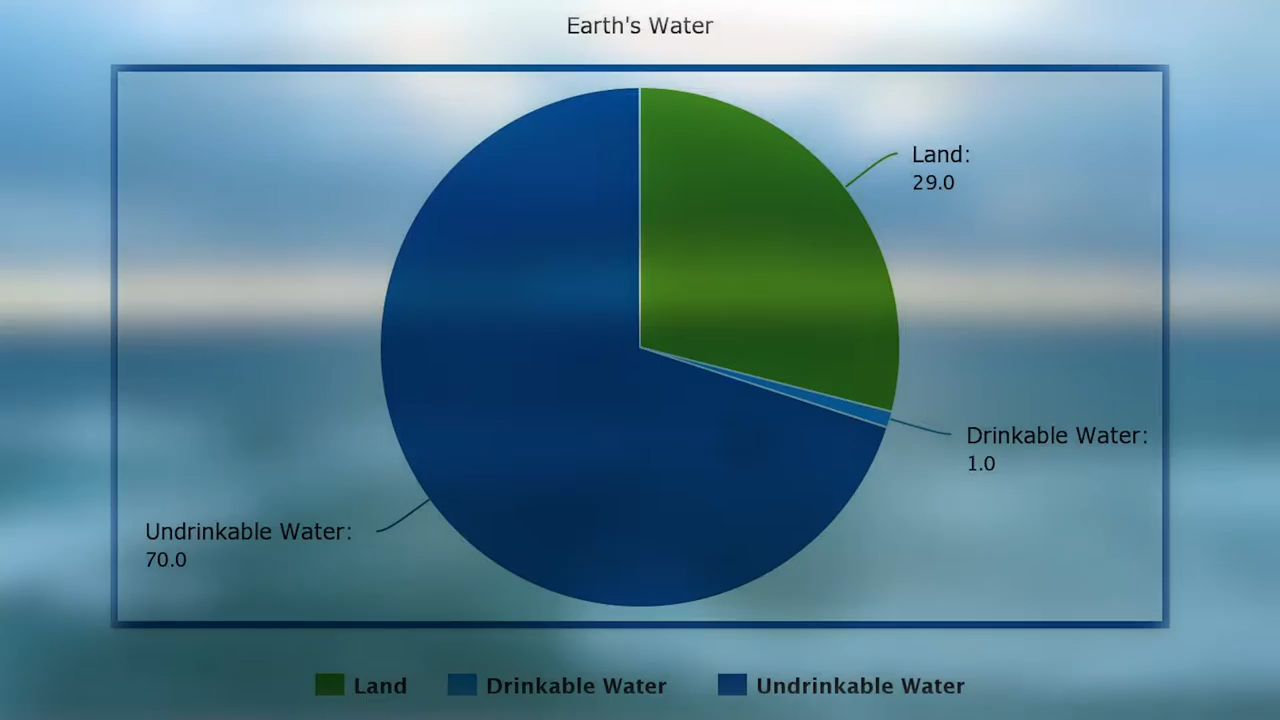 Earth's Water
Land:
29.0
Drinkable Water:
1.0
Undrinkable Water:
70.0
Land
Drinkable Water
Undrinkable Water